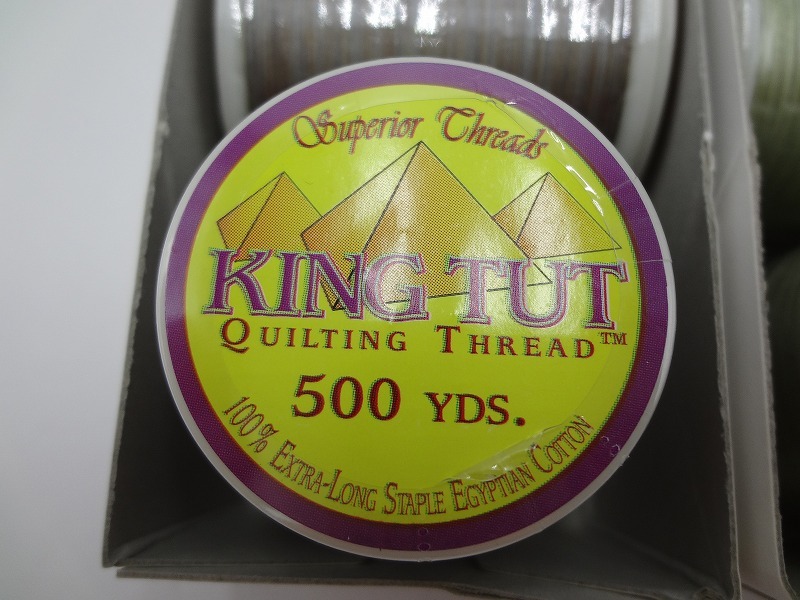 Superior Threads
KING TUT
QUILTING THREAD™
500 YDS.
100% EXTRA-LONG STAPLE EGYPTIAN COTTON